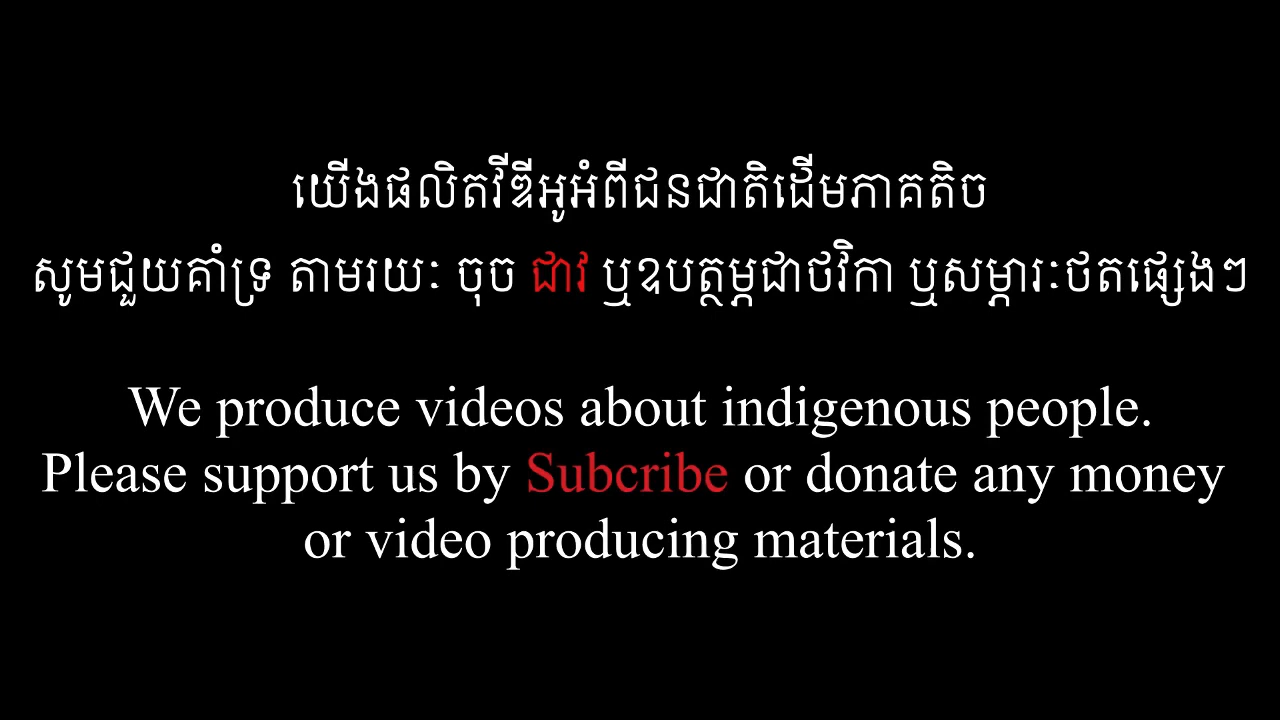 យើងផលិតវីឌីអូអំពីជនជាតិដើមភាគតិច
សូមជួយគាំទ្រ តាមរយៈ ចុច ជាវ ឬឧបត្ថម្ភជាថវិកា ឬសម្ភារៈថតផ្សេងៗ
We produce videos about indigenous people.
Please support us by Subcribe or donate any money
or video producing materials.